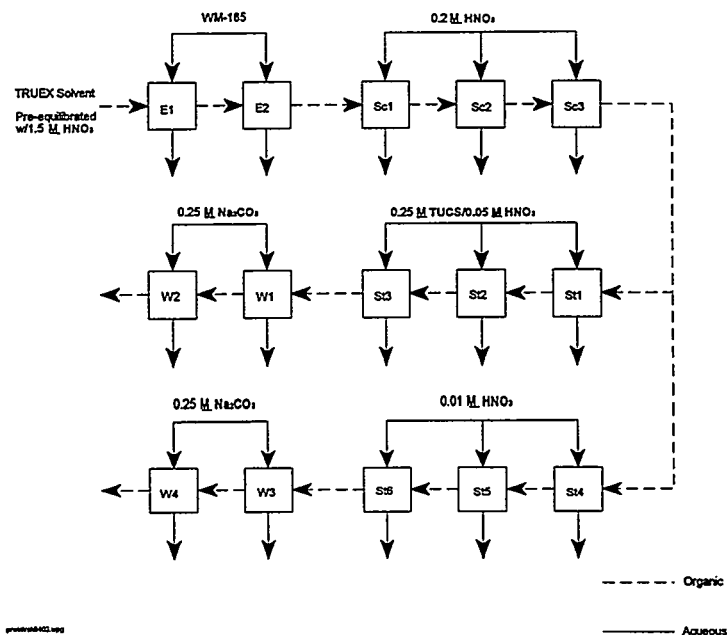 WM-185
0.2 M HNO₃
TRUEX Solvent
Pre-equilibrated
w/1.5 M HNO₃
E1
E2
Sc1
Sc2
Sc3
0.25 M Na₂CO₃
0.25 M TUCS/0.05 M HNO₃
W2
W1
St3
St2
St1
0.25 M Na₂CO₃
0.01 M HNO₃
W4
W3
St6
St5
St4
Organic
Aqueous